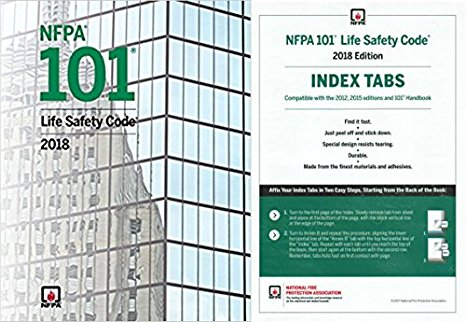 NFPA®
101®
Life Safety Code®
2018
NFPA
NFPA
NFPA 101® Life Safety Code®
2018 Edition
INDEX TABS
Compatible with the 2012, 2015 editions and 101® Handbook
Find it fast.
Just peel off and stick down.
Special design resists tearing.
Durable.
Made from the finest materials and adhesives.
Affix Your Index Tabs in Two Easy Steps, Starting from the Back of the Book:
1. Turn to the first page of the Index. Slowly remove tab from sheet
and place at the bottom of the page, with the black vertical line
at the edge of the page.
2. Turn to Annex B and repeat the procedure, aligning the lower
horizontal line of the "Annex B" tab with the top horizontal line of
the "Index" tab. Repeat with each tab until you reach the top of
the book, then start again at the bottom with the second row.
Remember, tabs hold fast on first contact with page.
NFPA
NATIONAL FIRE
PROTECTION ASSOCIATION
The leading information and knowledge resource
on fire, electrical and related hazards
© 2017 National Fire Protection Association